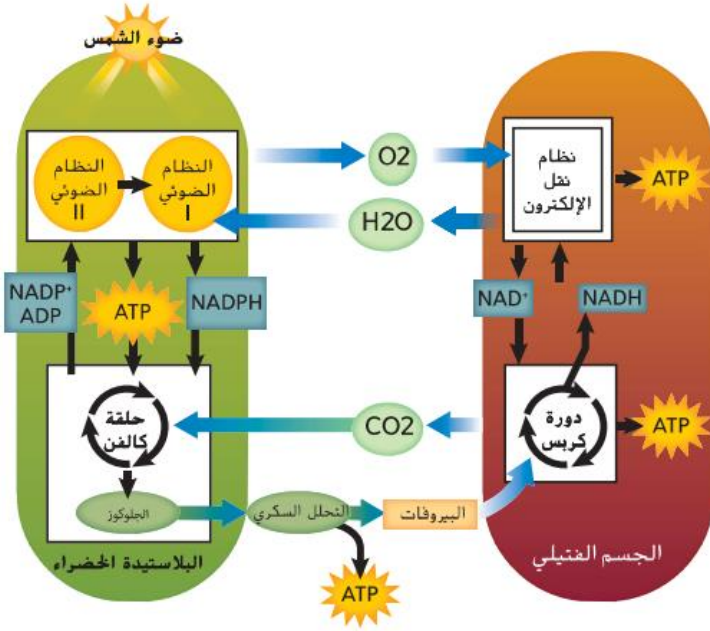 ضوء الشمس
النظام
الضوئي
II
النظام
الضوئي
I
O2
H2O
نظام
نقل
الإلكترون
ATP
NADP+
ADP
ATP
NADPH
NAD+
NADH
حلقة
كالفن
CO2
دورة
كربس
ATP
الجلوكوز
التحلل السكري
البيروفات
البلاستيدة الخضراء
الجسم الفتيلي
ATP